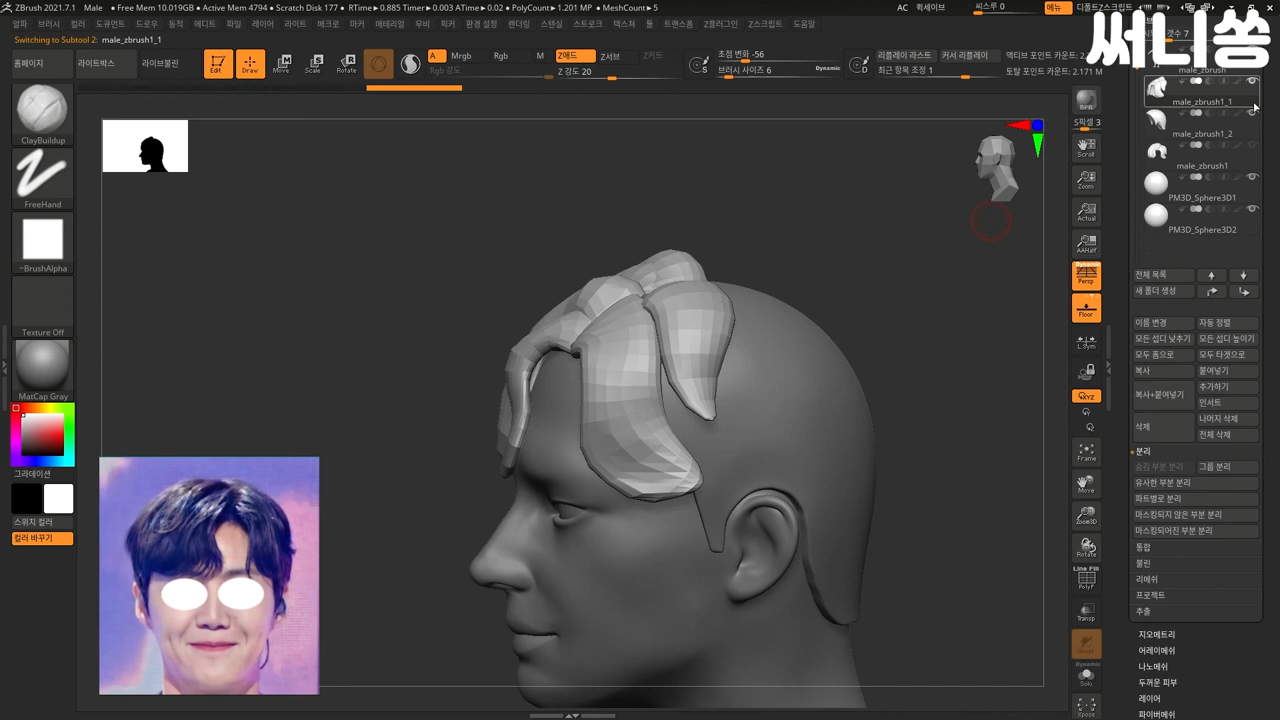 ZBrush 2021.7.1 Male ● Free Mem 10.019GB ● Active Mem 4794 ● Scratch Disk 177 ● RTime▸0.885 Timer▸0.003 ATime▸0.02 ● PolyCount▸1.201 MP ● MeshCount▸5 AC 퀵세이브 씨스루 0 메뉴 디폴트Z스크립트
알파 브러시 컬러 도큐먼트 드로우 동적 에디트 파일 레이어 라이트 매크로 마커 매테리얼 무비 픽커 환경 설정 렌더링 스텐실 스트로크 텍스쳐 툴 트랜스폼 Z플러그인 Z스크립트 도움말
써니쏭
Switching to Subtool 2: male_zbrush1_1
홈페이지 라이트박스 라이브불린
Edit Draw Move Scale Rotate
A Mrgb Rgb M Z애드 Z서브 Z카트
Rgb 강도 Z 강도 20
초점 변화 -56
브러시 사이즈 6 Dynamic
S D
리플레이 라스트 커서 리플레이
최근 항목 조정 1
액티브 포인트 카운트: 2.
토탈 포인트 카운트: 2.171 M
ClayBuildup
FreeHand
~BrushAlpha
Texture Off
MatCap Gray
그라데이션
스위치 컬러
컬러 바꾸기
BPR
S픽셀 3
Scroll
Zoom
Actual
AAHalf
Dynamic
Persp
Floor
L.Sym
XYZ
Frame
Move
Zoom3D
Rotate
Line Fill
PolyF
Transp
Dynamic
Solo
Xpose
male_zbrush
male_zbrush1_1
male_zbrush1_2
male_zbrush1
PM3D_Sphere3D1
PM3D_Sphere3D2
전체 목록
새 폴더 생성
이름 변경 자동 정렬
모든 섭디 낮추기 모든 섭디 높이기
모두 홈으로 모두 타겟으로
복사 붙여넣기
복사+붙여넣기 추가하기
인서트
삭제 나머지 삭제
전체 삭제
분리
숨김 부분 분리 그룹 분리
유사한 부분 분리
파트별로 분리
마스킹되지 않은 부분 분리
마스킹되어진 부분 분리
통합
불린
리메쉬
프로젝트
추출
지오메트리
어레이메쉬
나노메쉬
두꺼운 피부
레이어
파이버메쉬